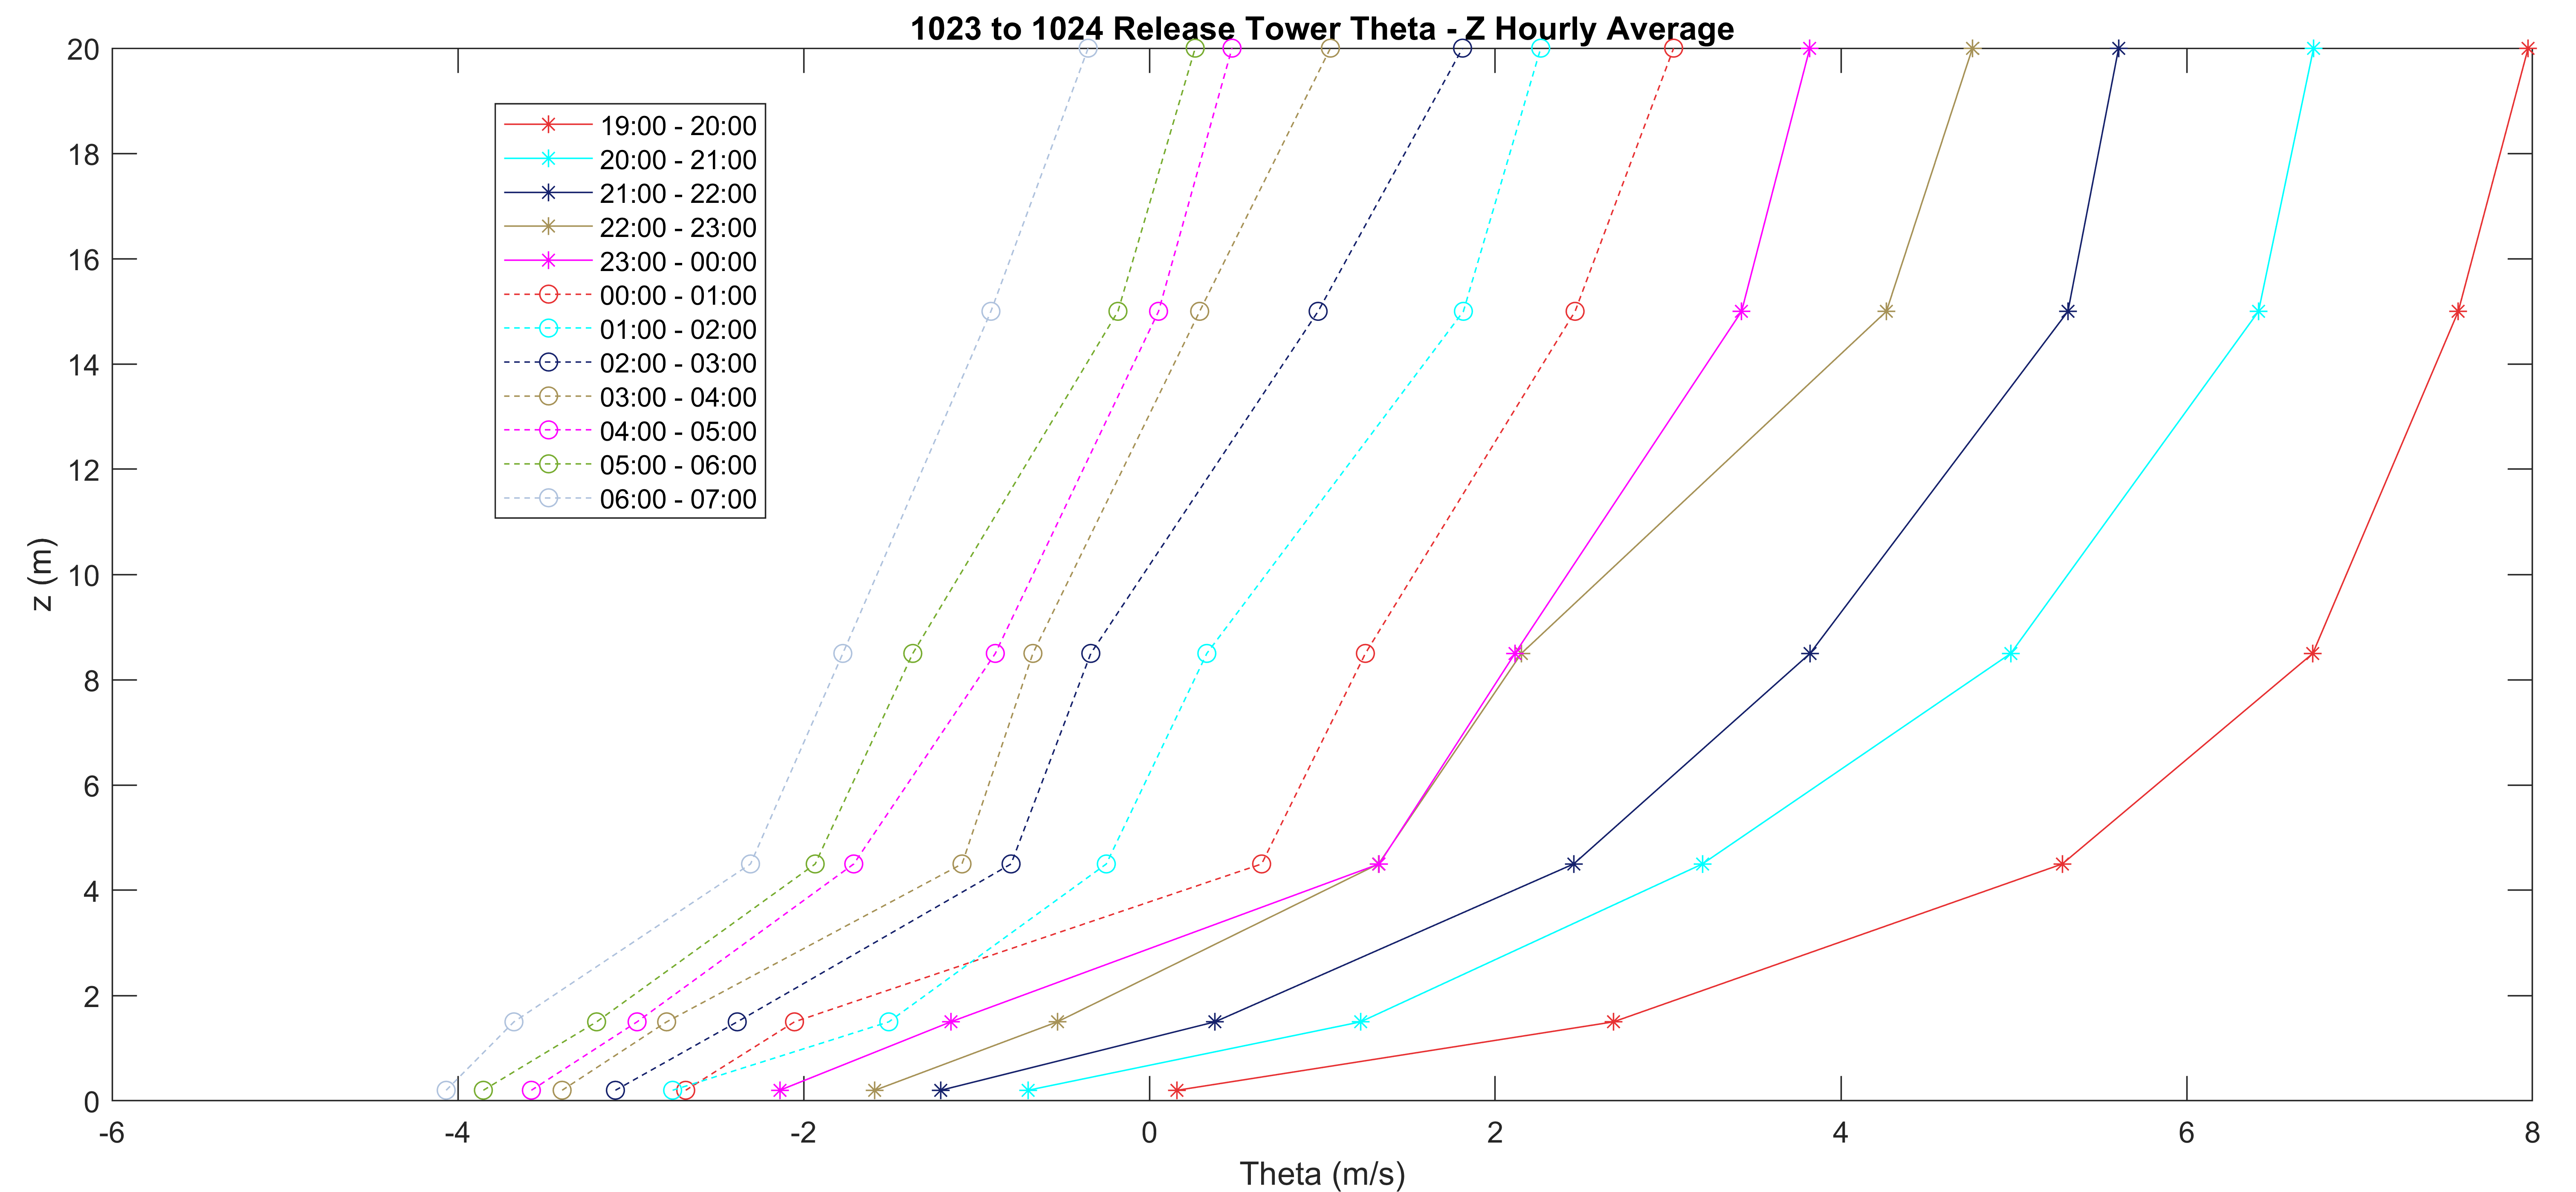 1023 to 1024 Release Tower Theta - Z Hourly Average
20
18
16
14
12
10
8
6
4
2
0
z (m)
19:00 - 20:00
20:00 - 21:00
21:00 - 22:00
22:00 - 23:00
23:00 - 00:00
00:00 - 01:00
01:00 - 02:00
02:00 - 03:00
03:00 - 04:00
04:00 - 05:00
05:00 - 06:00
06:00 - 07:00
-6 -4 -2 0 2 4 6 8
Theta (m/s)